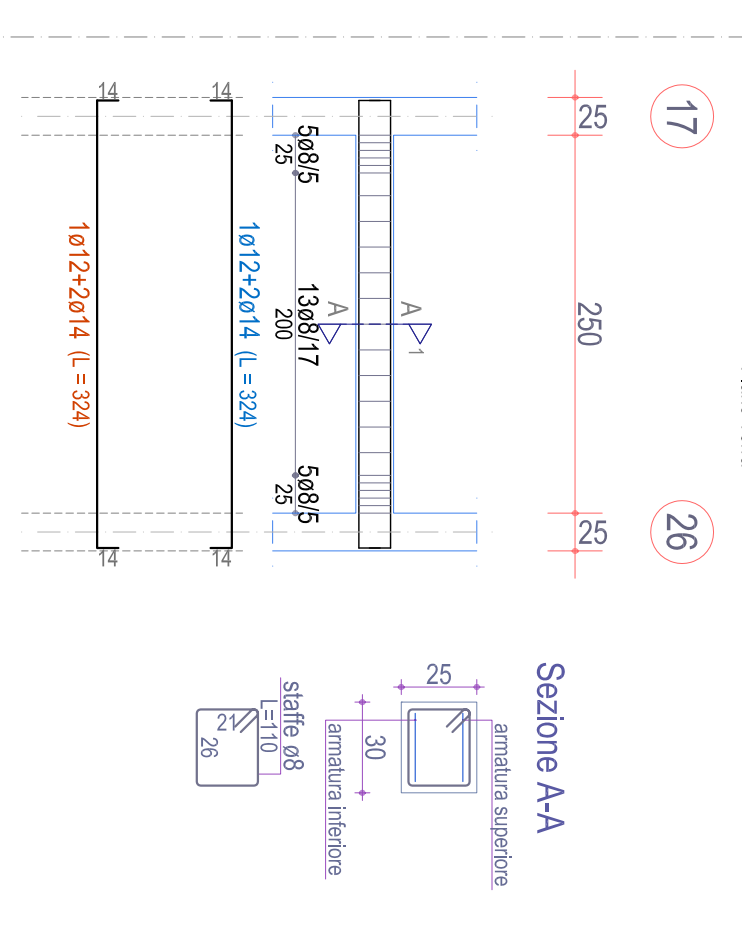 17
26
25
250
25
5ø8/5
25
13ø8/17
200
5ø8/5
25
A
A
1
14
14
1ø12+2ø14 (L = 324)
14
14
1ø12+2ø14 (L = 324)
Sezione A-A
armatura superiore
25
30
armatura inferiore
staffe ø8
L=110
21
26